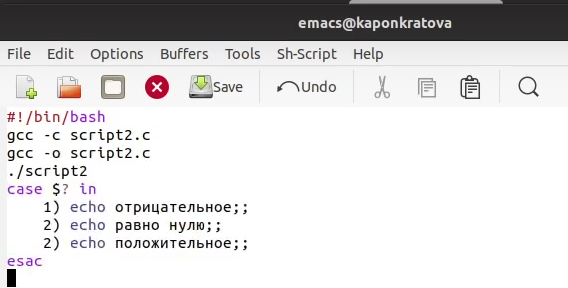 emacs@kaponkratova
File Edit Options Buffers Tools Sh-Script Help
Save Undo
#!/bin/bash
gcc -c script2.c
gcc -o script2.c
./script2
case $? in
    1) echo отрицательное;;
    2) echo равно нулю;;
    2) echo положительное;;
esac